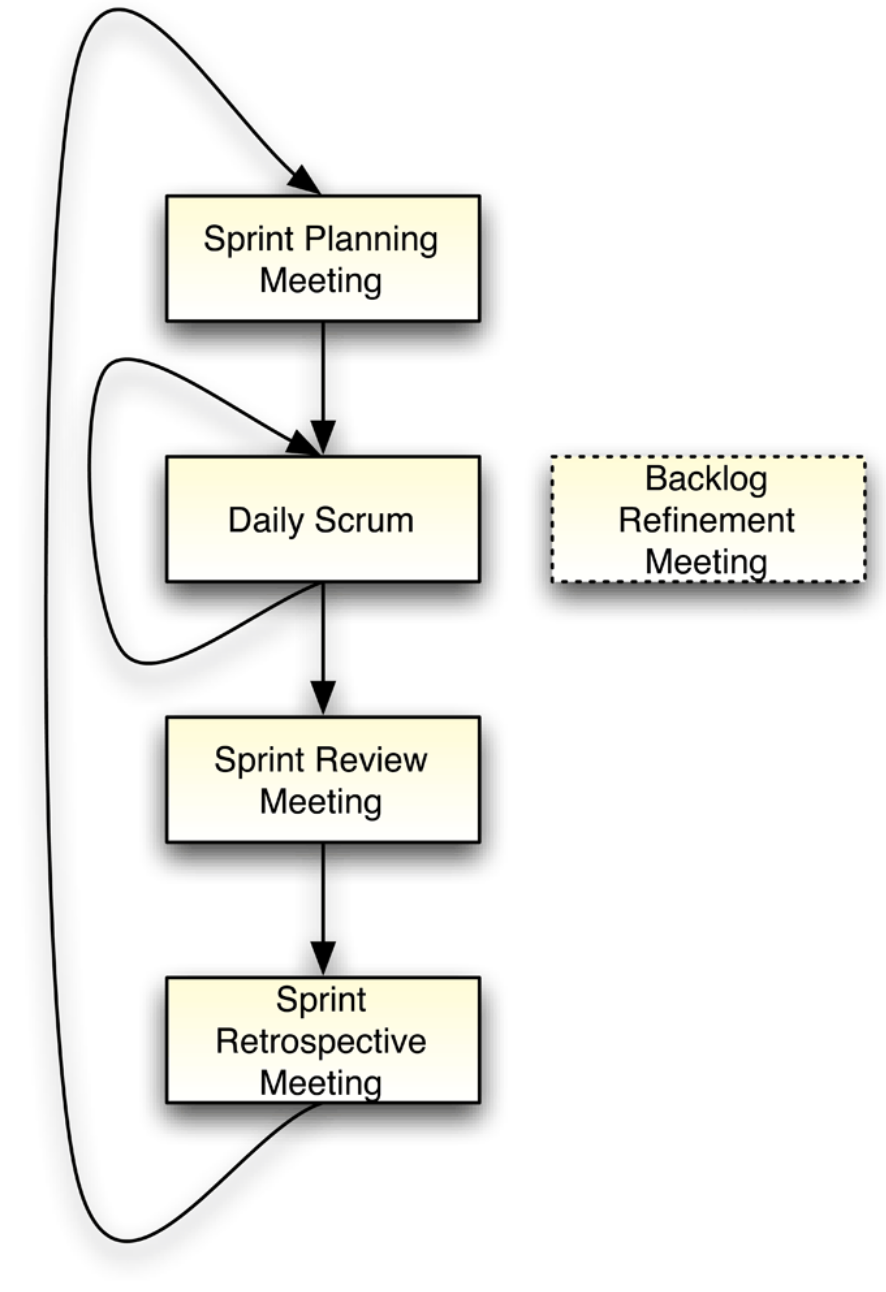 Sprint Planning
Meeting
Daily Scrum
Backlog
Refinement
Meeting
Sprint Review
Meeting
Sprint
Retrospective
Meeting